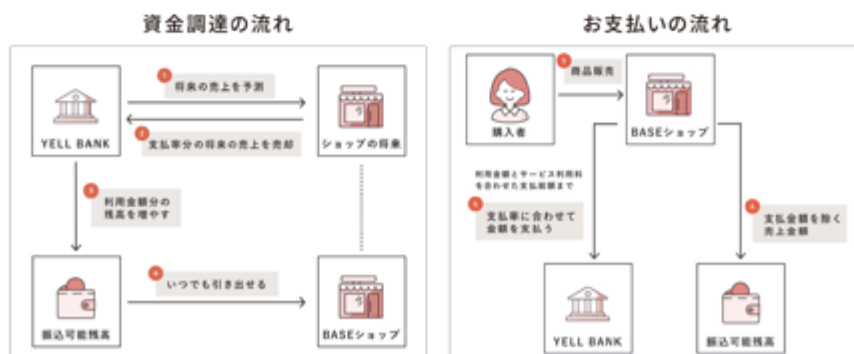 資金調達の流れ
お支払いの流れ
1
将来の売上を予測
YELL BANK
2
支払率分の将来の売上を売却
ショップの将来
3
利用金額分の
残高を増やす
4
いつでも引き出せる
振込可能残高
BASEショップ
商品販売
購入者
BASEショップ
利用金額とサービス利用料
を合わせた支払総額まで
支払率に合わせて
金額を支払う
支払金額を除く
売上金額
YELL BANK
振込可能残高